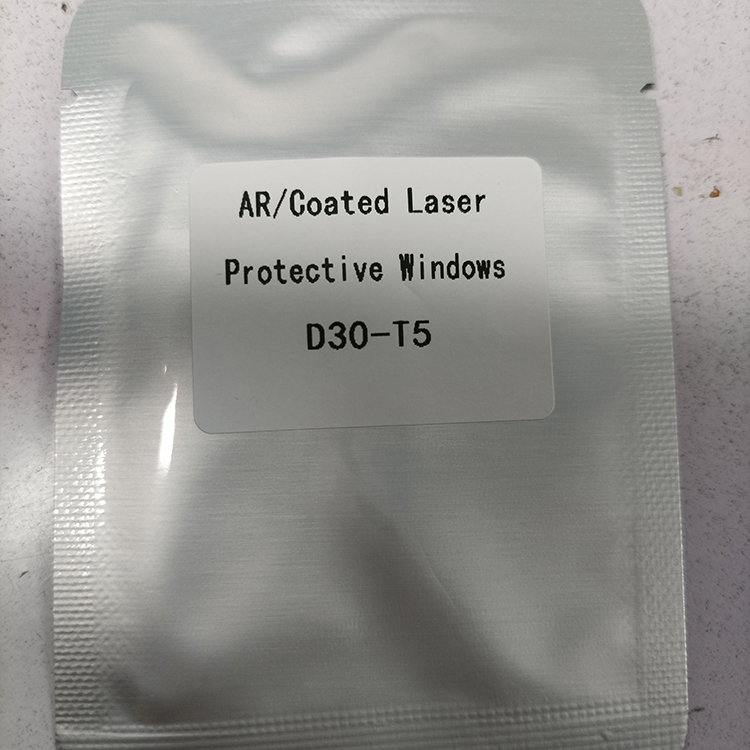 AR/Coated Laser
Protective Windows
D30-T5